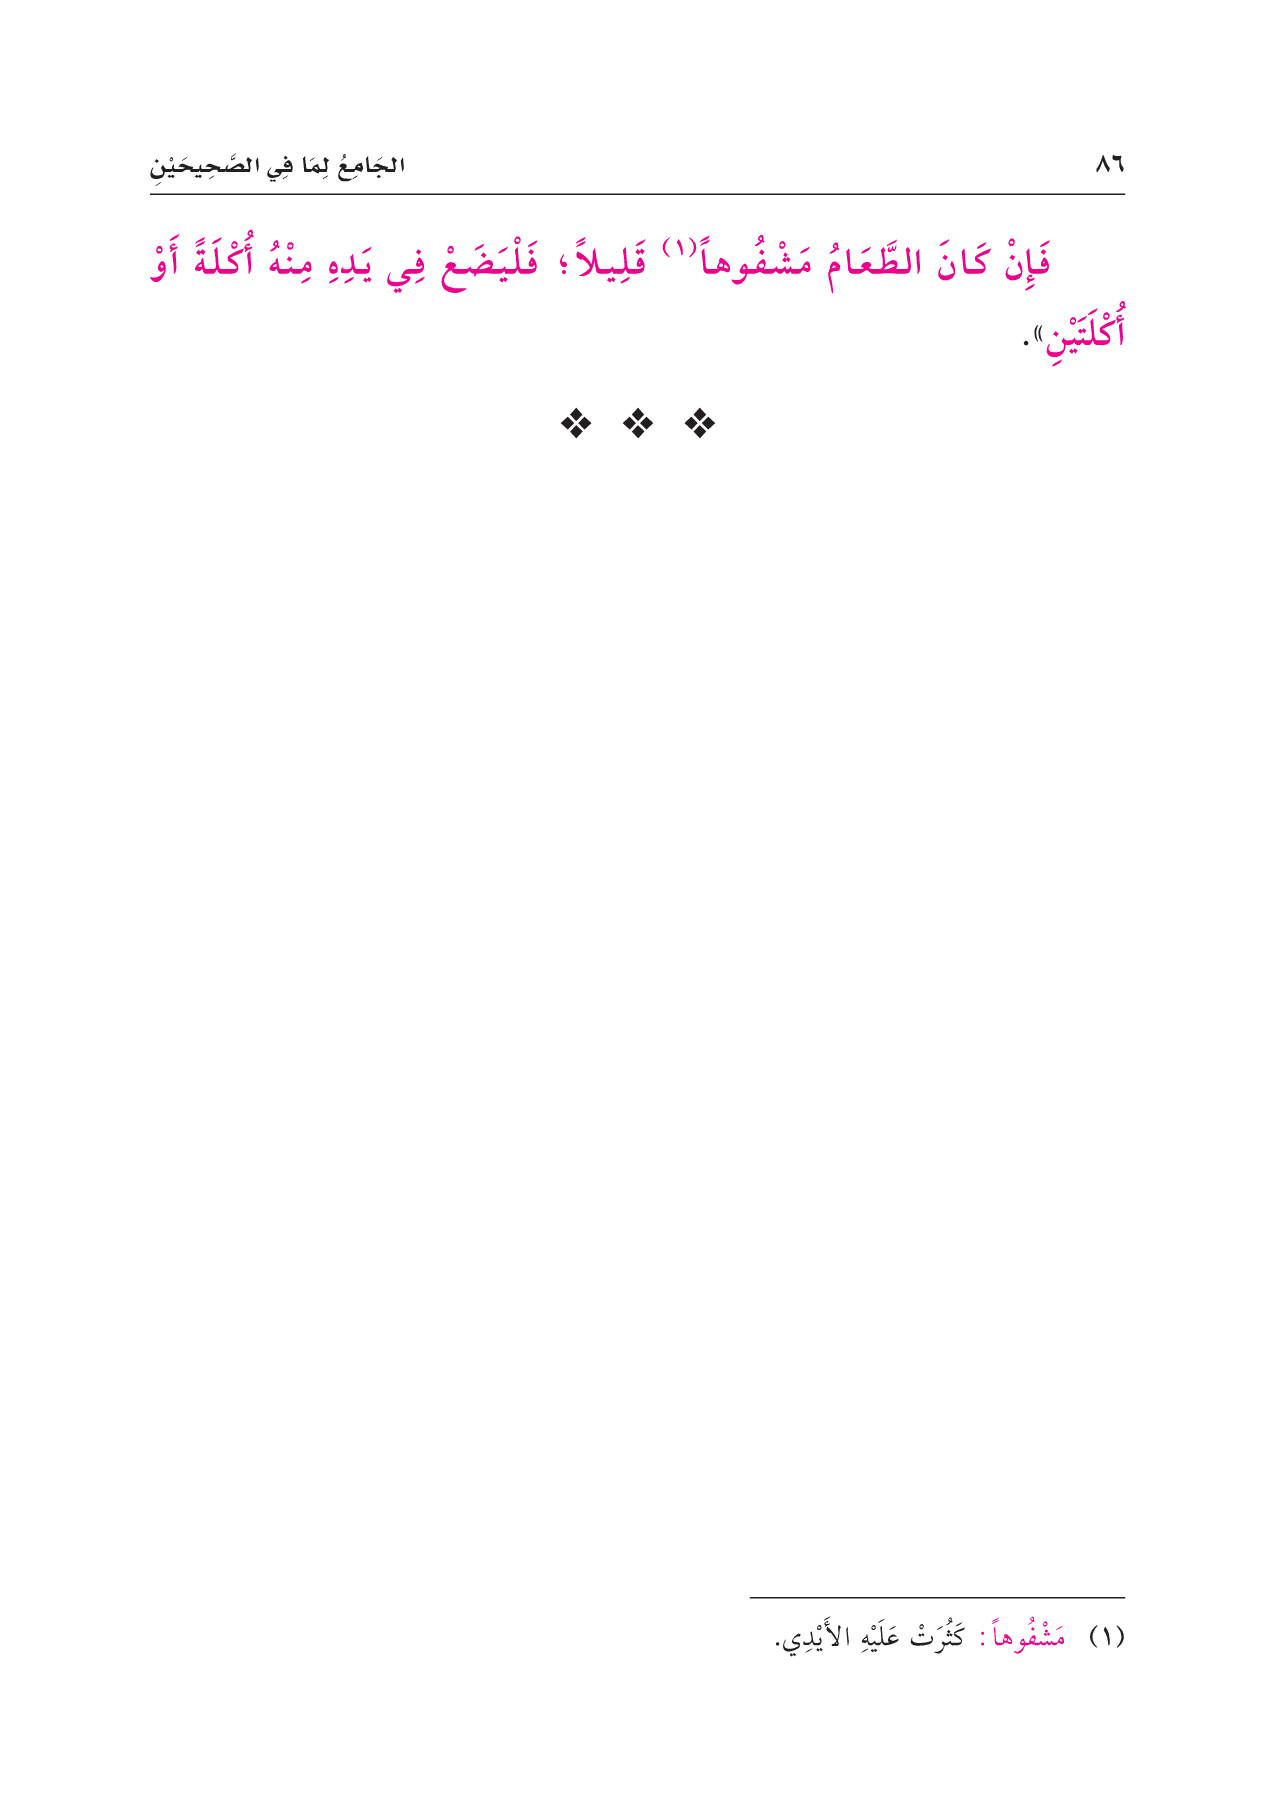 ٨٦ الجَامِعُ لِمَا فِي الصَّحِيحَيْنِ
فَإِنْ كَانَ الطَّعَامُ مَشْفُوهاً(١) قَلِيلاً؛ فَلْيَضَعْ فِي يَدِهِ مِنْهُ أُكْلَةً أَوْ
أُكْلَتَيْنِ».
(١) مَشْفُوهاً: كَثُرَتْ عَلَيْهِ الأَيْدِي.